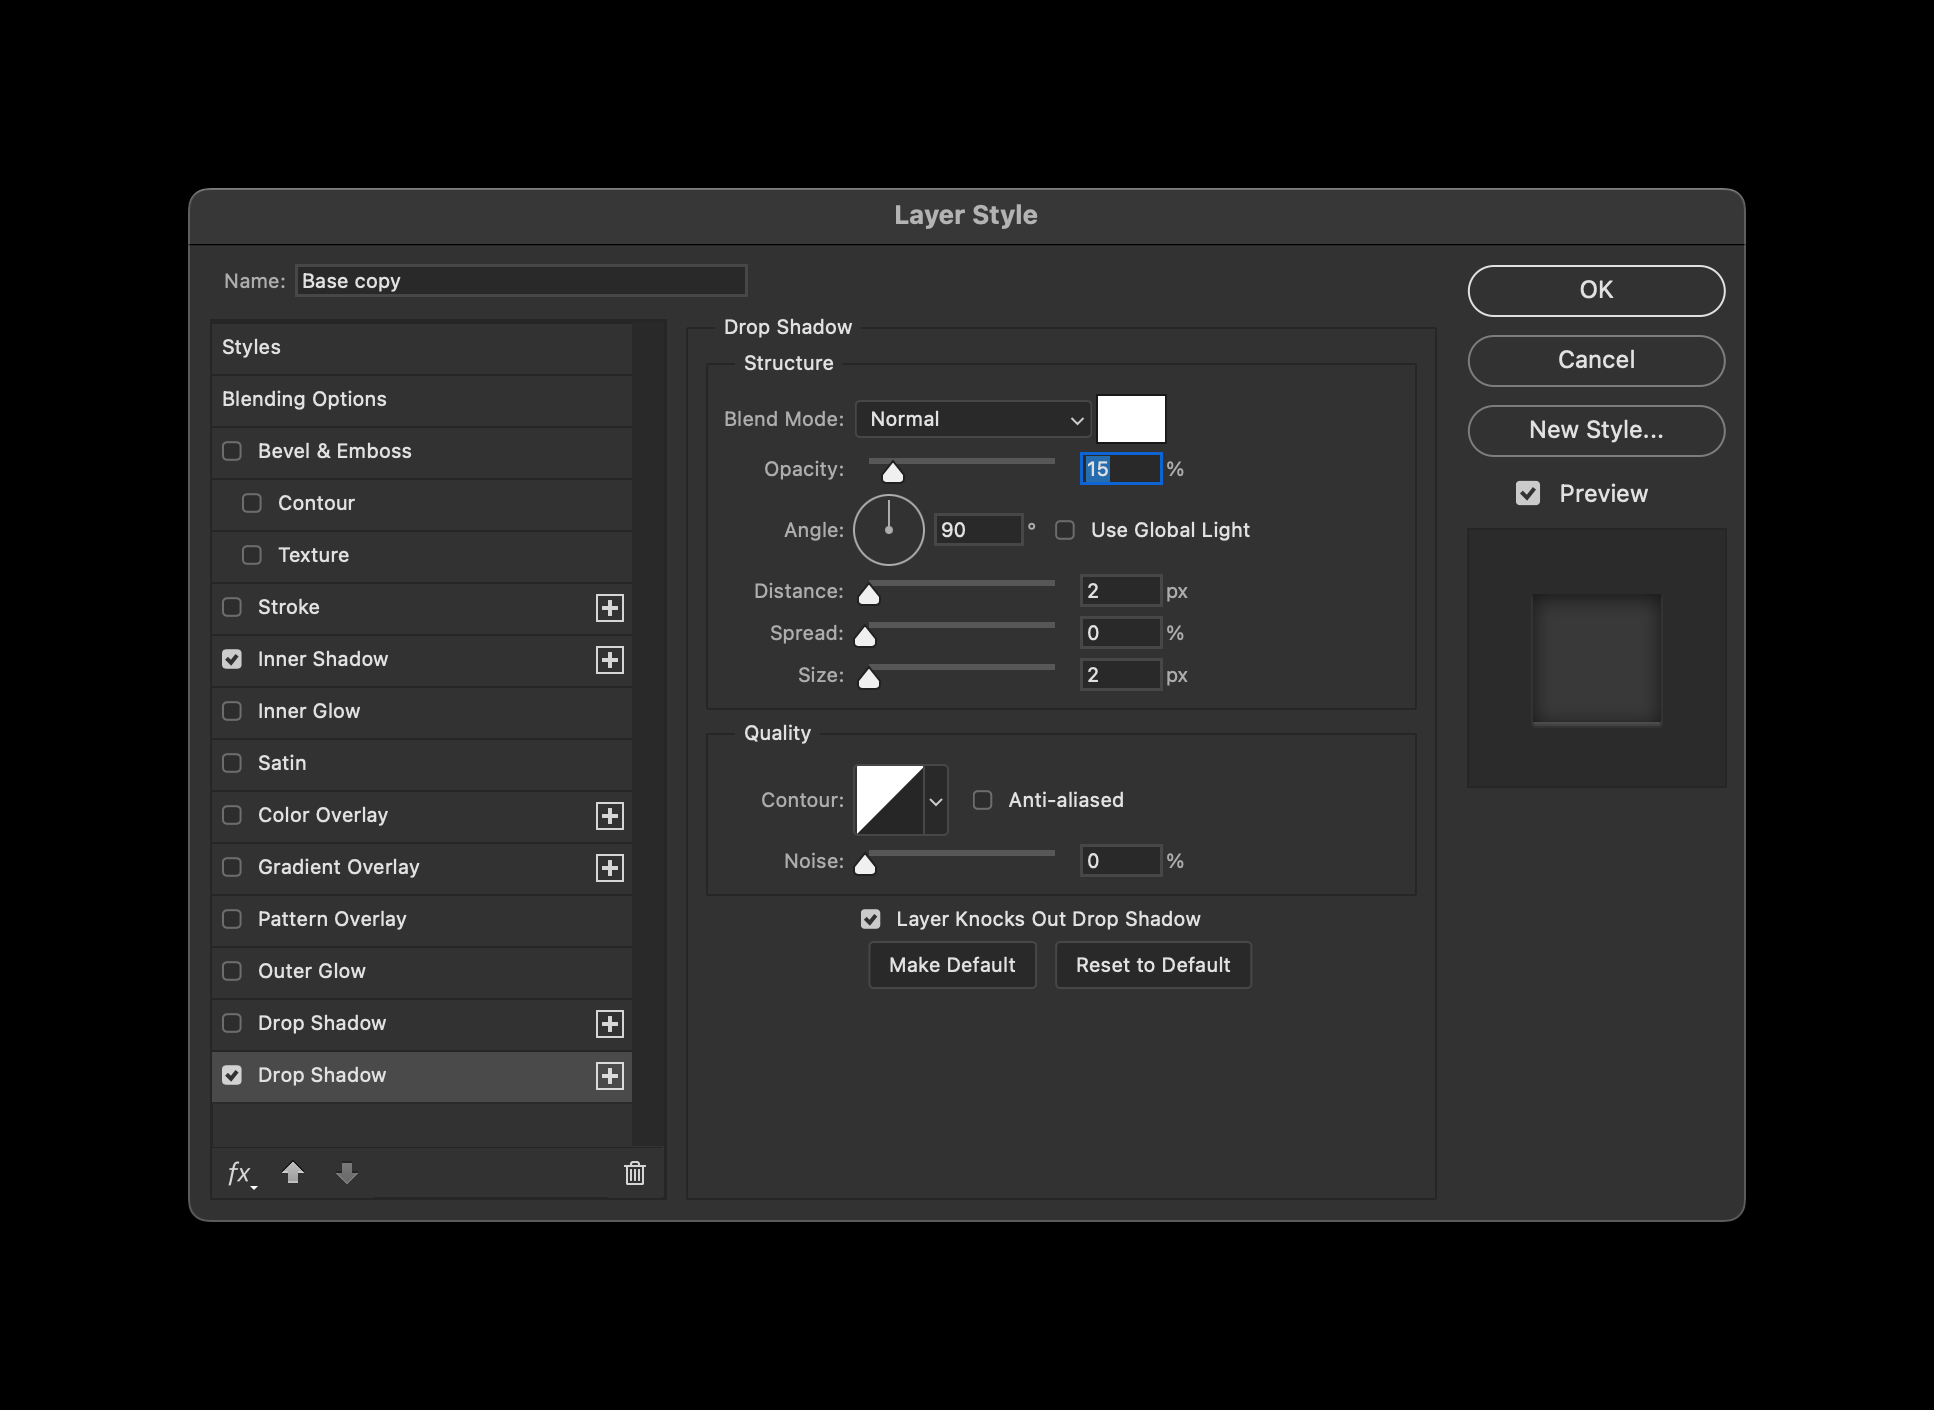 Layer Style
Name: Base copy
Styles
Blending Options
Bevel & Emboss
Contour
Texture
Stroke
Inner Shadow
Inner Glow
Satin
Color Overlay
Gradient Overlay
Pattern Overlay
Outer Glow
Drop Shadow
Drop Shadow
fx
Drop Shadow
Structure
Blend Mode: Normal
Opacity: 15 %
Angle: 90 ° Use Global Light
Distance: 2 px
Spread: 0 %
Size: 2 px
Quality
Contour: Anti-aliased
Noise: 0 %
Layer Knocks Out Drop Shadow
Make Default Reset to Default
OK
Cancel
New Style...
Preview